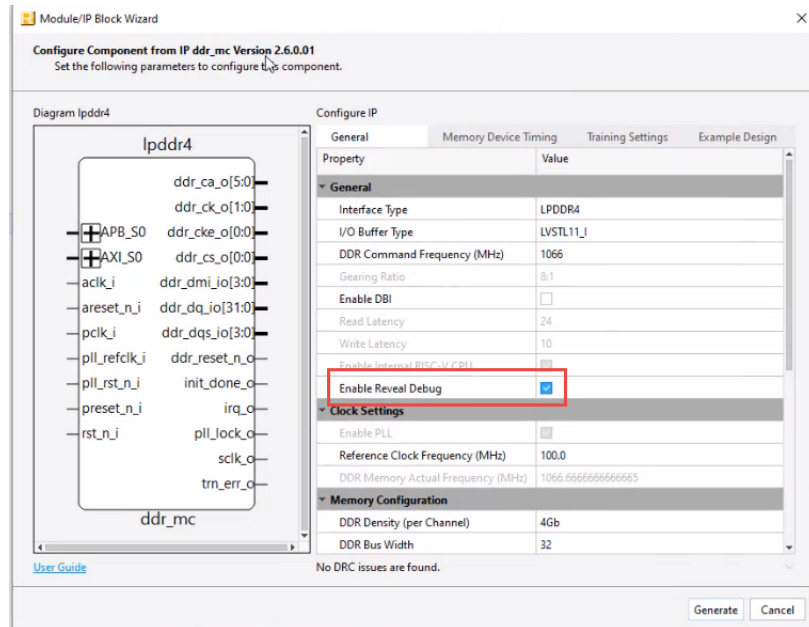 Module/IP Block Wizard
Configure Component from IP ddr_mc Version 2.6.0.01
Set the following parameters to configure this component.
Diagram lpddr4
lpddr4
ddr_ca_o[5:0]
ddr_ck_o[1:0]
APB_S0 ddr_cke_o[0:0]
AXI_S0 ddr_cs_o[0:0]
aclk_i ddr_dmi_io[3:0]
areset_n_i ddr_dq_io[31:0]
pclk_i ddr_dqs_io[3:0]
pll_refclk_i ddr_reset_n_o
pll_rst_n_i init_done_o
preset_n_i irq_o
rst_n_i pll_lock_o
sclk_o
trn_err_o
ddr_mc
User Guide
Configure IP
General Memory Device Timing Training Settings Example Design
Property Value
General
Interface Type LPDDR4
I/O Buffer Type LVSTL11_I
DDR Command Frequency (MHz) 1066
Gearing Ratio 8:1
Enable DBI
Read Latency 24
Write Latency 10
Enable Internal RISC-V CPU
Enable Reveal Debug
Clock Settings
Enable PLL
Reference Clock Frequency (MHz) 100.0
DDR Memory Actual Frequency (MHz) 1066.6666666666665
Memory Configuration
DDR Density (per Channel) 4Gb
DDR Bus Width 32
No DRC issues are found.
Generate Cancel